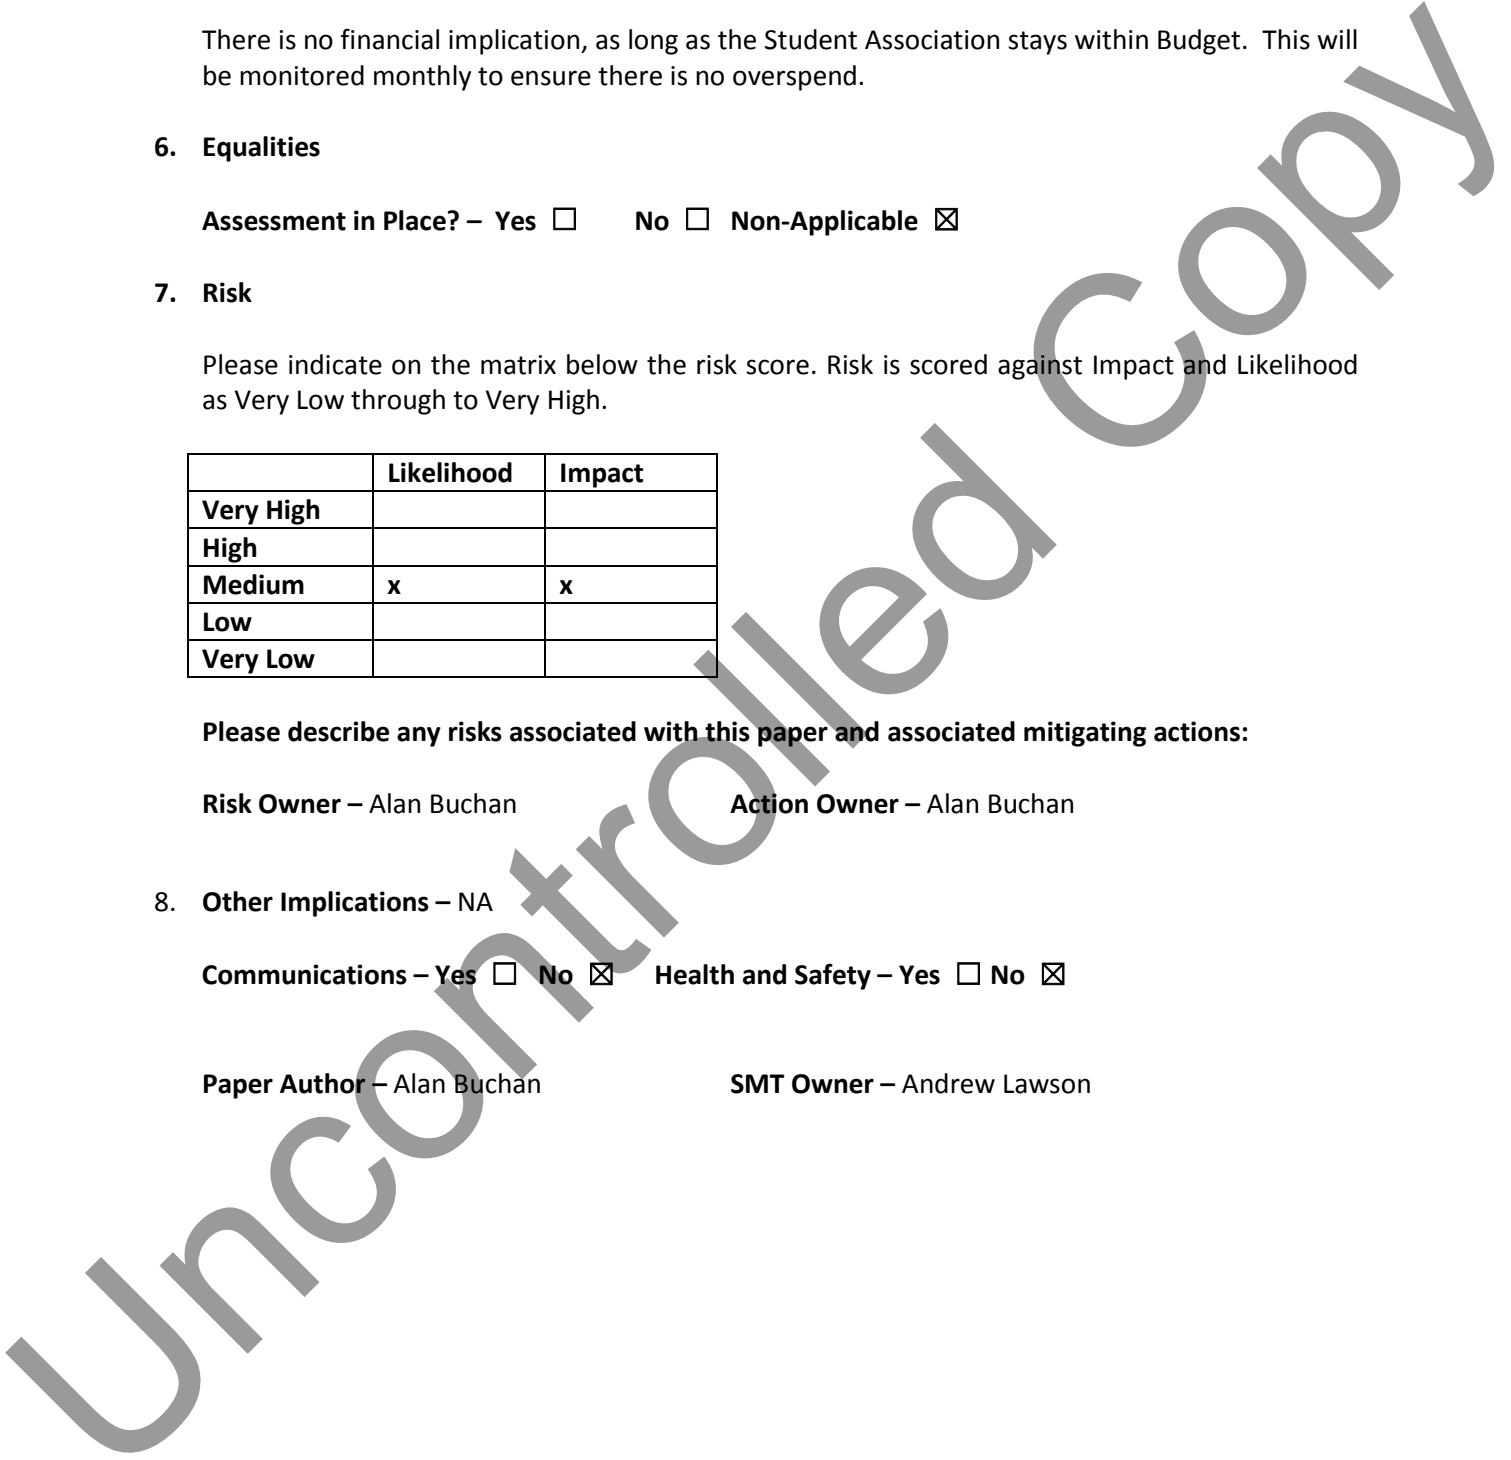 There is no financial implication, as long as the Student Association stays within Budget. This will
be monitored monthly to ensure there is no overspend.
6. Equalities
Assessment in Place? – Yes ☐ No ☐ Non-Applicable ☒
7. Risk
Please indicate on the matrix below the risk score. Risk is scored against Impact and Likelihood
as Very Low through to Very High.
Likelihood Impact
Very High
High
Medium x x
Low
Very Low
Please describe any risks associated with this paper and associated mitigating actions:
Risk Owner – Alan Buchan Action Owner – Alan Buchan
8. Other Implications – NA
Communications – Yes ☐ No ☒ Health and Safety – Yes ☐ No ☒
Paper Author – Alan Buchan SMT Owner – Andrew Lawson
Uncontrolled Copy